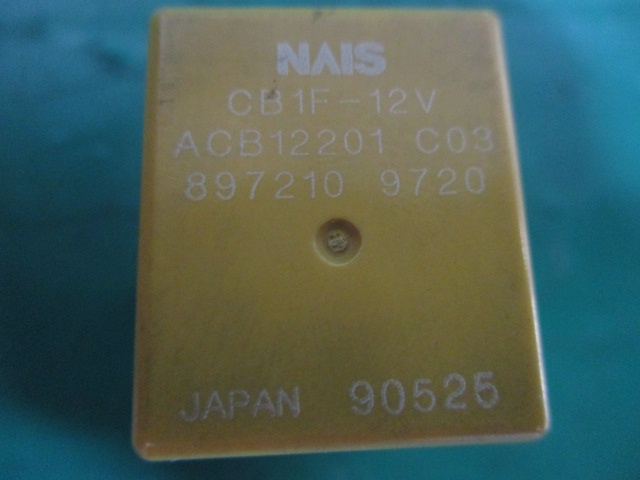 NAIS
CB1F-12V
ACB12201 C03
897210 9720
JAPAN 90525